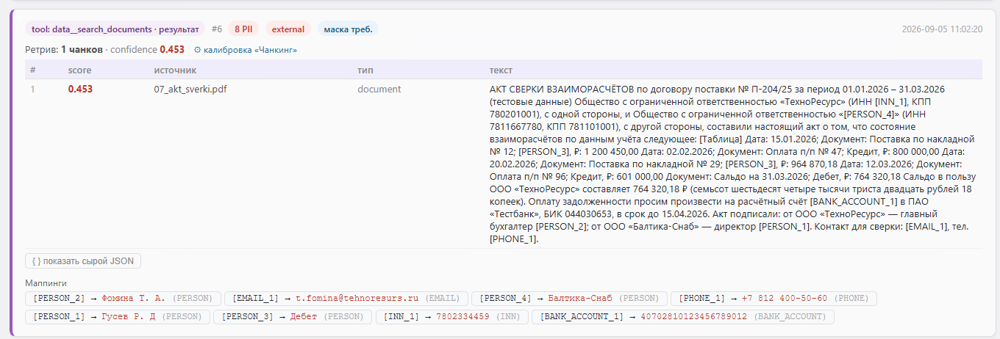 tool: data__search_documents · результат #6 8 PII external маска треб. 2026-09-05 11:02:20
Ретрив: 1 чанков · confidence 0.453 ⚙ калибровка «Чанкинг»
# score источник тип текст
1 0.453 07_akt_sverki.pdf document АКТ СВЕРКИ ВЗАИМОРАСЧЁТОВ по договору поставки № П-204/25 за период 01.01.2026 – 31.03.2026
(тестовые данные) Общество с ограниченной ответственностью «ТехноРесурс» (ИНН [INN_1], КПП
780201001), с одной стороны, и Общество с ограниченной ответственностью «[PERSON_4]» (ИНН
7811667780, КПП 781101001), с другой стороны, составили настоящий акт о том, что состояние
взаиморасчётов по данным учёта следующее: [Таблица] Дата: 15.01.2026; Документ: Поставка по накладной
№ 12; [PERSON_3], ₽: 1 200 450,00 Дата: 02.02.2026; Документ: Оплата п/п № 47; Кредит, ₽: 800 000,00 Дата:
20.02.2026; Документ: Поставка по накладной № 29; [PERSON_3], ₽: 964 870,18 Дата: 12.03.2026; Документ:
Оплата п/п № 96; Кредит, ₽: 601 000,00 Документ: Сальдо на 31.03.2026; Дебет, ₽: 764 320,18 Сальдо в пользу
ООО «ТехноРесурс» составляет 764 320,18 ₽ (семьсот шестьдесят четыре тысячи триста двадцать рублей 18
копеек). Оплату задолженности просим произвести на расчётный счёт [BANK_ACCOUNT_1] в ПАО
«Тестбанк», БИК 044030653, в срок до 15.04.2026. Акт подписали: от ООО «ТехноРесурс» — главный
бухгалтер [PERSON_2]; от ООО «Балтика-Снаб» — директор [PERSON_1]. Контакт для сверки: [EMAIL_1], тел.
[PHONE_1].
{ } показать сырой JSON
Маппинги
[PERSON_2] → Фомина Т. А. (PERSON) [EMAIL_1] → t.fomina@tehnoresurs.ru (EMAIL) [PERSON_4] → Балтика-Снаб (PERSON) [PHONE_1] → +7 812 400-50-60 (PHONE)
[PERSON_1] → Гусев Р. Д (PERSON) [PERSON_3] → Дебет (PERSON) [INN_1] → 7802334459 (INN) [BANK_ACCOUNT_1] → 40702810123456789012 (BANK_ACCOUNT)